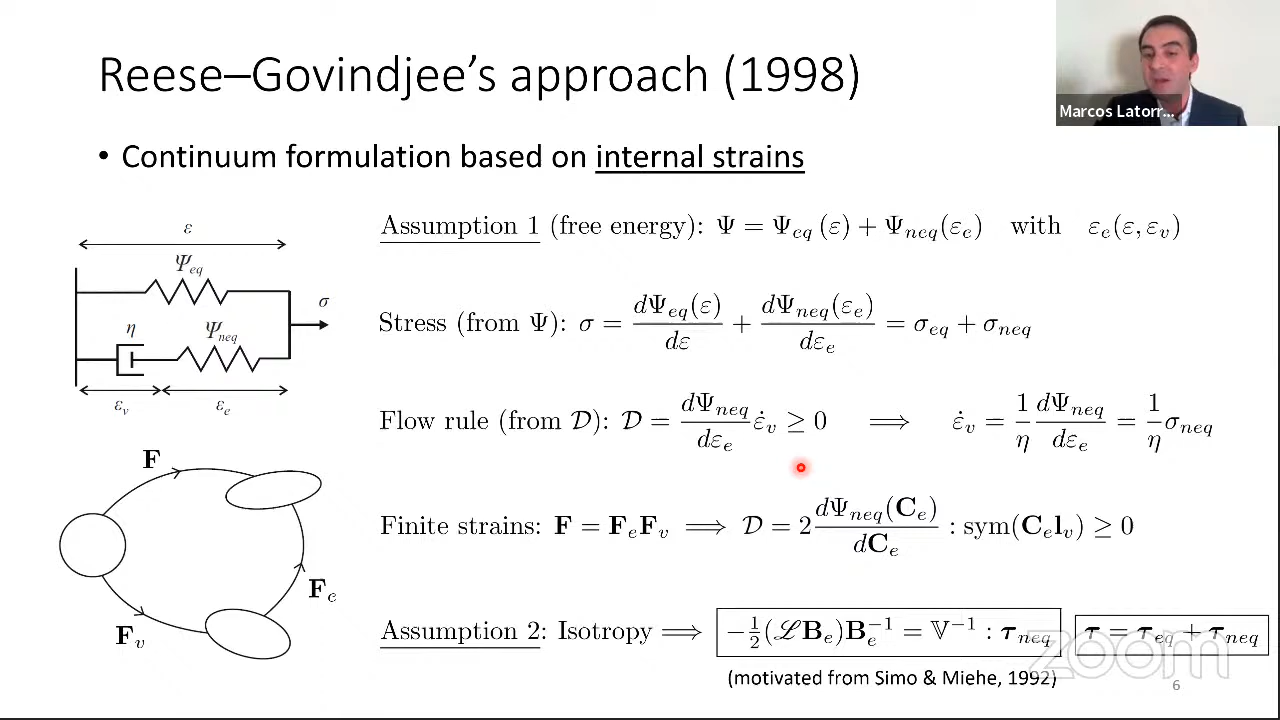 Reese–Govindjee's approach (1998)
Marcos Latorr...
• Continuum formulation based on internal strains
Assumption 1 (free energy): Ψ = Ψ_eq (ε) + Ψ_neq(ε_e) with ε_e(ε, ε_v)
ε
Ψ_eq
σ
η
Ψ_neq
ε_v
ε_e
Stress (from Ψ): σ = dΨ_eq(ε)/dε + dΨ_neq(ε_e)/dε_e = σ_eq + σ_neq
Flow rule (from 𝒟): 𝒟 = dΨ_neq/dε_e ε̇_v ≥ 0 ⟹ ε̇_v = 1/η dΨ_neq/dε_e = 1/η σ_neq
F
F_e
F_v
Finite strains: F = F_eF_v ⟹ 𝒟 = 2 dΨ_neq(C_e)/dC_e : sym(C_el_v) ≥ 0
Assumption 2: Isotropy ⟹ −½(ℒB_e)B_e⁻¹ = 𝕍⁻¹ : τ_neq τ = τ_eq + τ_neq
(motivated from Simo & Miehe, 1992)
zoom
6